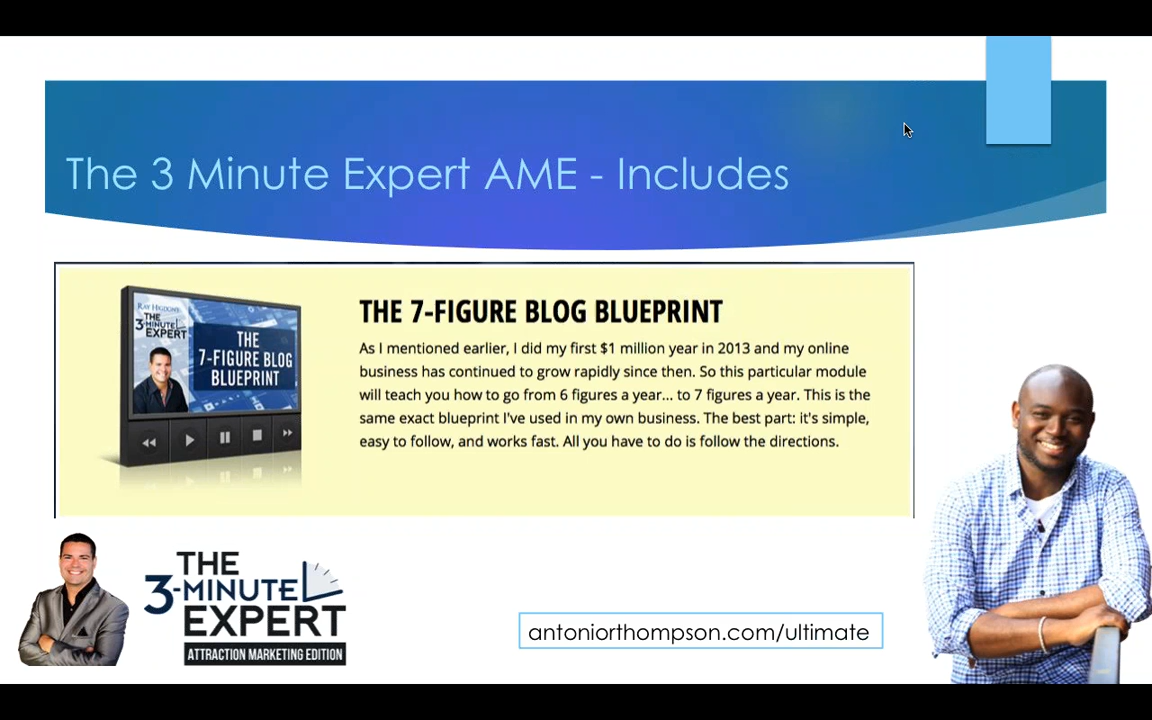 The 3 Minute Expert AME - Includes
RAY HIGDON'S
THE
3-MINUTE
EXPERT
THE
7-FIGURE BLOG
BLUEPRINT
THE 7-FIGURE BLOG BLUEPRINT
As I mentioned earlier, I did my first $1 million year in 2013 and my online
business has continued to grow rapidly since then. So this particular module
will teach you how to go from 6 figures a year... to 7 figures a year. This is the
same exact blueprint I've used in my own business. The best part: it's simple,
easy to follow, and works fast. All you have to do is follow the directions.
THE
3-MINUTE
EXPERT
ATTRACTION MARKETING EDITION
antoniorthompson.com/ultimate